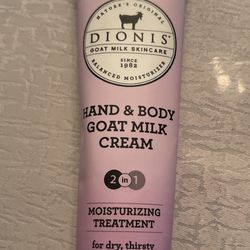 NATURE'S ORIGINAL
DIONIS
GOAT MILK SKINCARE
SINCE
1982
BALANCED MOISTURIZER
HAND & BODY
GOAT MILK
CREAM
2 in 1
MOISTURIZING
TREATMENT
for dry, thirsty